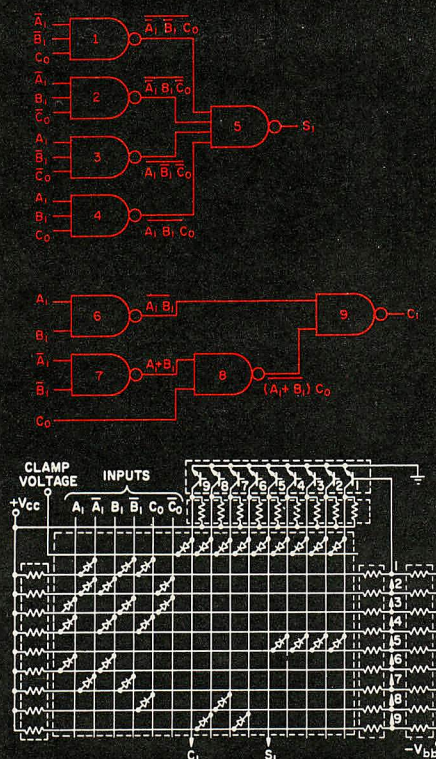 Ā₁
B̄₁
C₀
1
Ā₁ B̄₁ C₀
Ā₁
B₁
C̄₀
2
Ā₁ B₁ C̄₀
A₁
B̄₁
C̄₀
3
A₁ B̄₁ C̄₀
A₁
B₁
C₀
4
A₁ B₁ C₀
5
S₁
A₁
B₁
6
A₁ B₁
Ā₁
B̄₁
7
A₁+B₁
C₀
8
(A₁+B₁) C₀
9
C₁
CLAMP
VOLTAGE
INPUTS
+Vcc
A₁ Ā₁ B₁ B̄₁ C₀ C̄₀
9 8 7 6 5 4 3 2 1
1
2
3
4
5
6
7
8
9
C₁
S₁
-Vbb